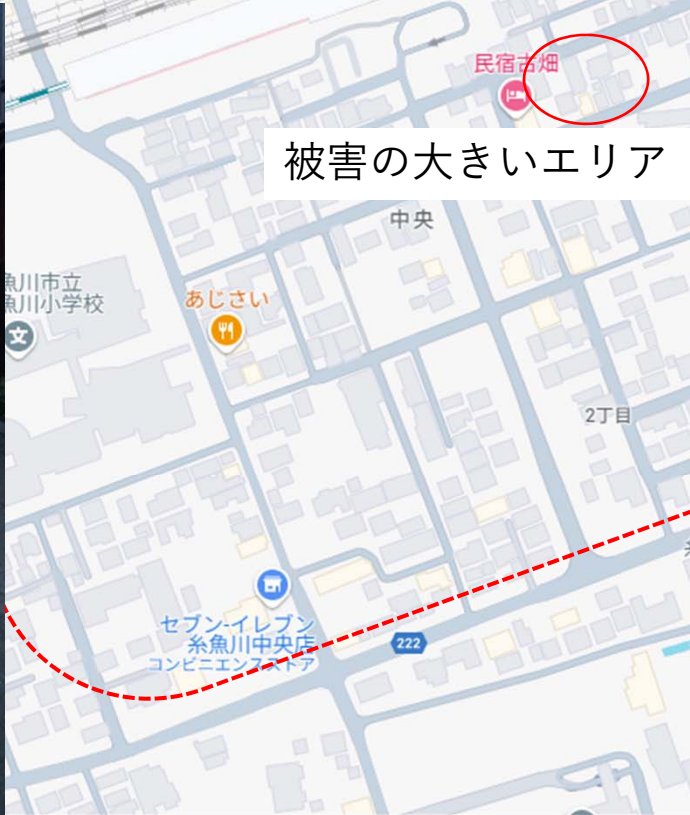 民宿古畑
被害の大きいエリア
中央
魚川市立
魚川小学校
あじさい
2丁目
セブン-イレブン
糸魚川中央店
コンビニエンスストア
222
文